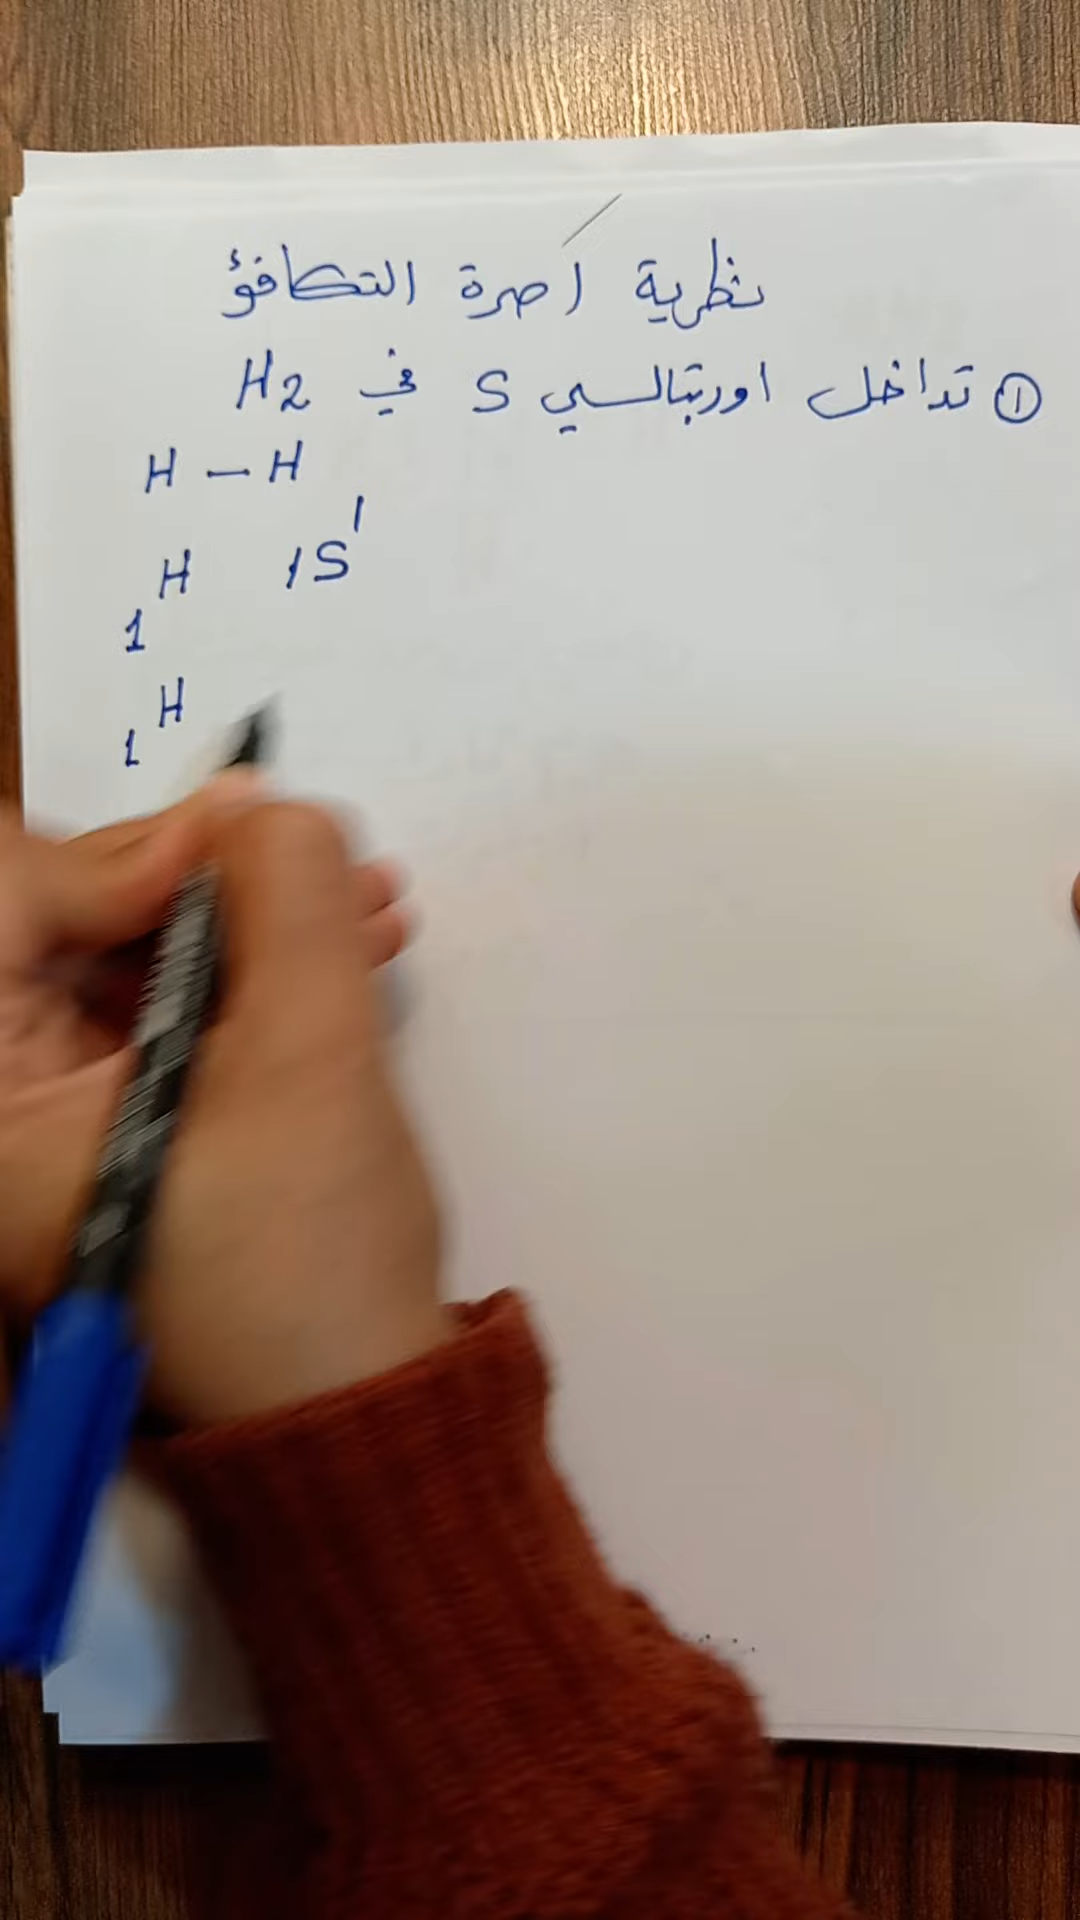 نظرية اصرة التكافؤ
① تداخل اوربتالي S في H2
H – H
₁H 1S¹
₁H